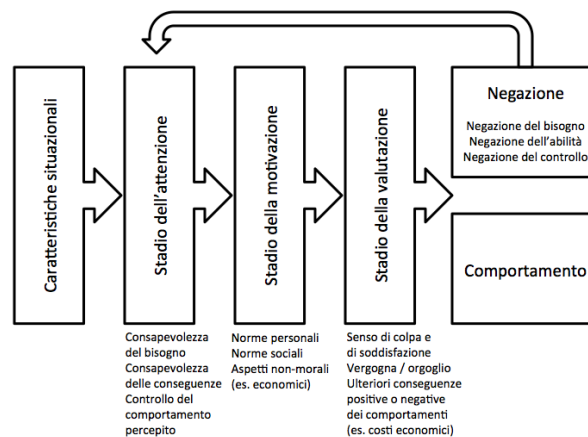 Caratteristiche situazionali
Stadio dell'attenzione
Consapevolezza
del bisogno
Consapevolezza
delle conseguenze
Controllo del
comportamento
percepito
Stadio della motivazione
Norme personali
Norme sociali
Aspetti non-morali
(es. economici)
Stadio della valutazione
Senso di colpa e
di soddisfazione
Vergogna / orgoglio
Ulteriori conseguenze
positive o negative
dei comportamenti
(es. costi economici)
Negazione
Negazione del bisogno
Negazione dell'abilità
Negazione del controllo
Comportamento